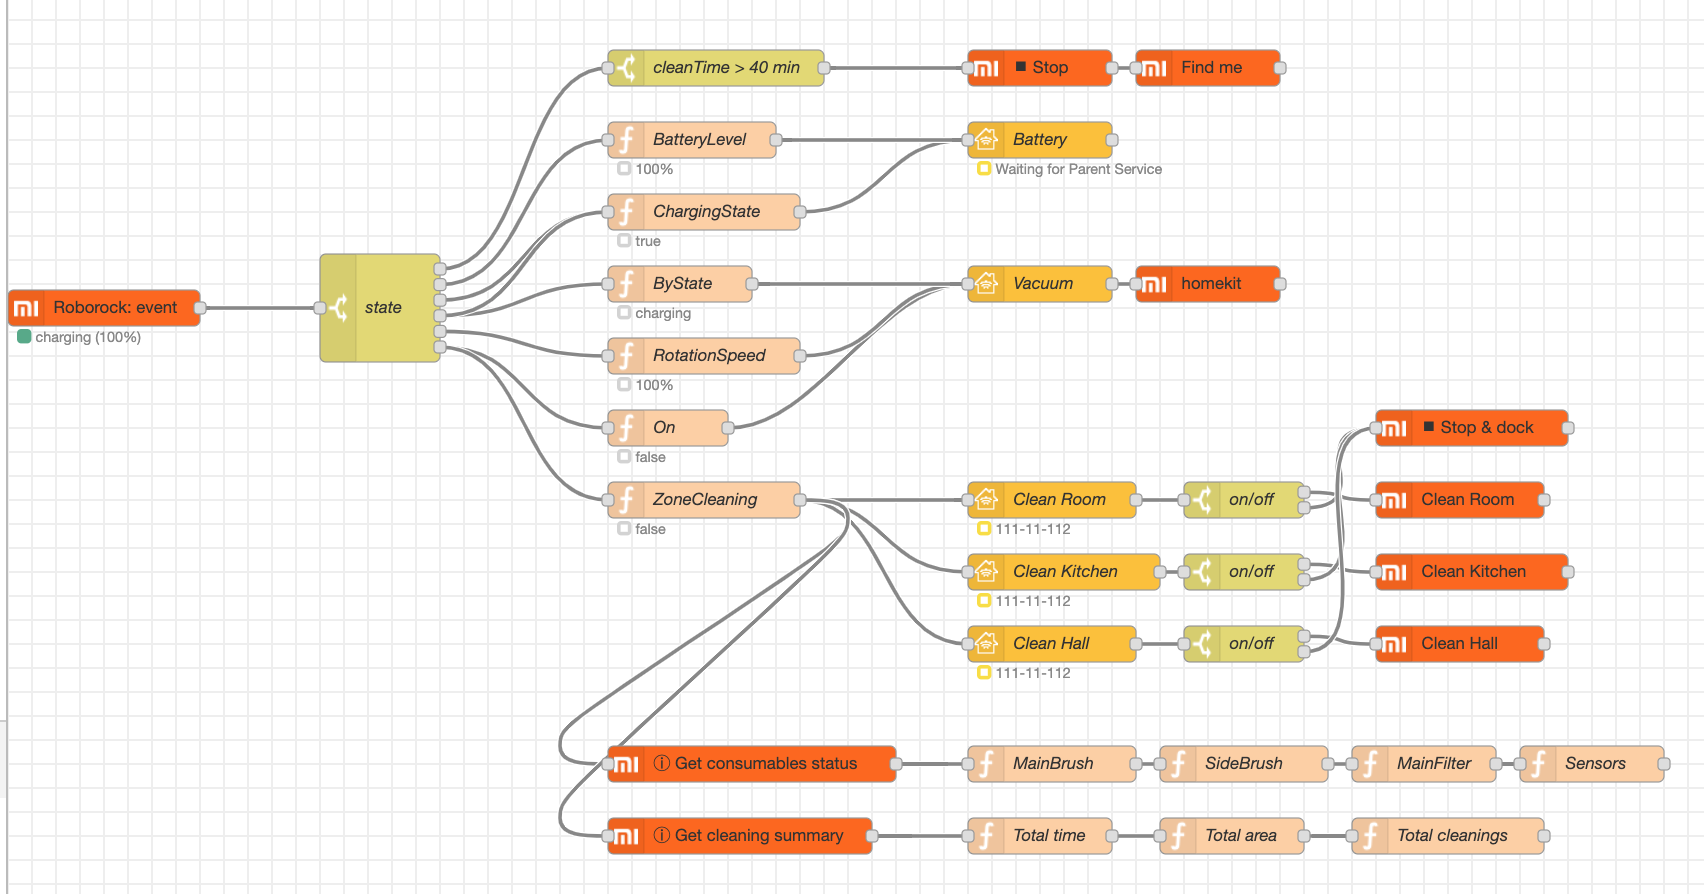 cleanTime > 40 min
■ Stop
Find me
BatteryLevel
100%
Battery
Waiting for Parent Service
ChargingState
true
Roborock: event
charging (100%)
state
ByState
charging
Vacuum
homekit
RotationSpeed
100%
On
false
■ Stop & dock
ZoneCleaning
false
Clean Room
111-11-112
on/off
Clean Room
Clean Kitchen
111-11-112
on/off
Clean Kitchen
Clean Hall
111-11-112
on/off
Clean Hall
ⓘ Get consumables status
MainBrush
SideBrush
MainFilter
Sensors
ⓘ Get cleaning summary
Total time
Total area
Total cleanings